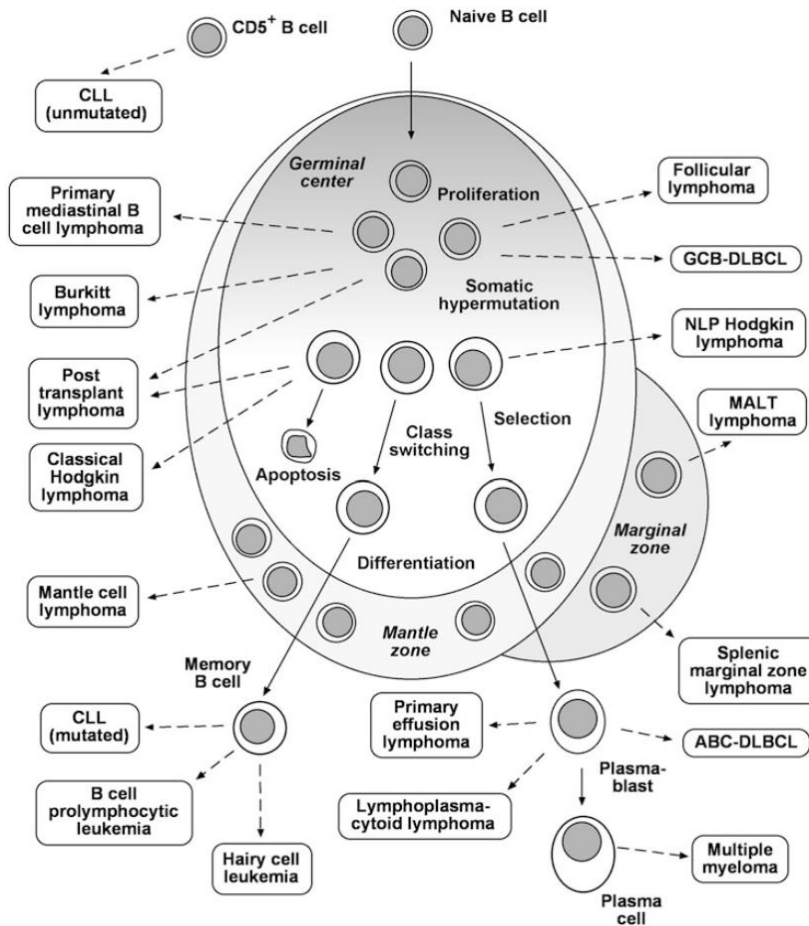 CD5+ B cell
Naive B cell
CLL
(unmutated)
Germinal
center
Proliferation
Follicular
lymphoma
Primary
mediastinal B
cell lymphoma
GCB-DLBCL
Burkitt
lymphoma
Somatic
hypermutation
NLP Hodgkin
lymphoma
Post
transplant
lymphoma
MALT
lymphoma
Classical
Hodgkin
lymphoma
Apoptosis
Class
switching
Selection
Marginal
zone
Differentiation
Mantle cell
lymphoma
Mantle
zone
Splenic
marginal zone
lymphoma
Memory
B cell
CLL
(mutated)
Primary
effusion
lymphoma
ABC-DLBCL
Plasma-
blast
B cell
prolymphocytic
leukemia
Lymphoplasma-
cytoid lymphoma
Hairy cell
leukemia
Multiple
myeloma
Plasma
cell